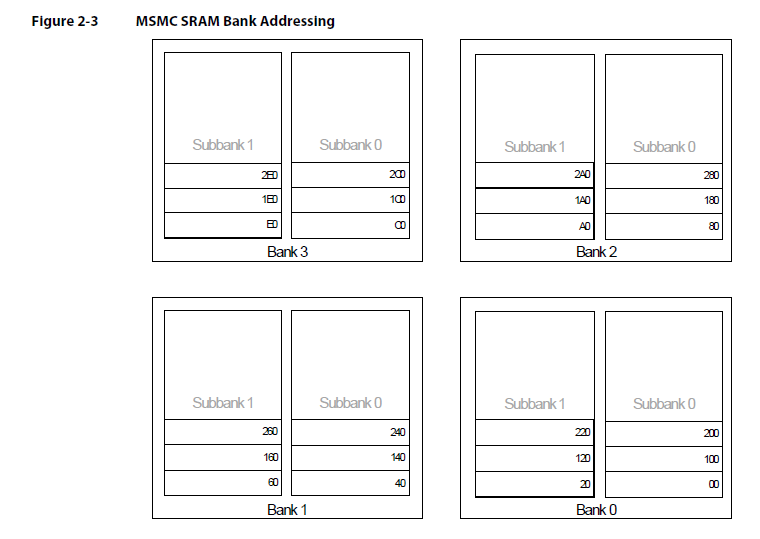 Figure 2-3 MSMC SRAM Bank Addressing
Subbank 1 Subbank 0 Subbank 1 Subbank 0
2E0 2C0 2A0 280
1E0 1C0 1A0 180
E0 C0 A0 80
Bank 3 Bank 2
Subbank 1 Subbank 0 Subbank 1 Subbank 0
260 240 220 200
160 140 120 100
60 40 20 00
Bank 1 Bank 0